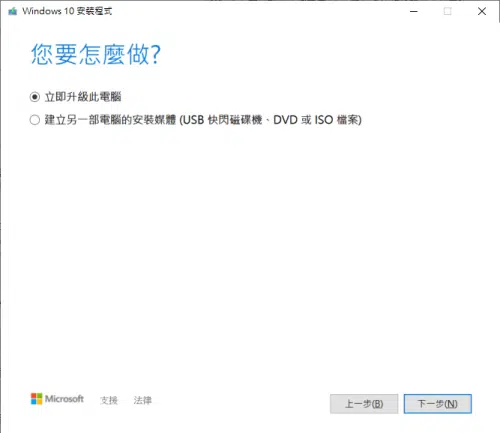 Windows 10 安裝程式
您要怎麼做?
立即升級此電腦
建立另一部電腦的安裝媒體 (USB 快閃磁碟機、DVD 或 ISO 檔案)
Microsoft 支援 法律
上一步(B) 下一步(N)